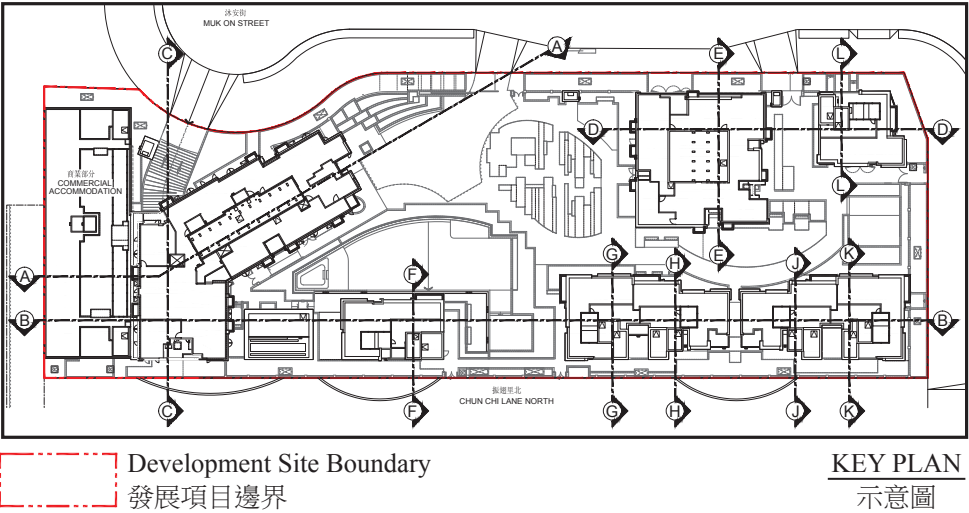 沐安街
MUK ON STREET
C
A
E
L
D
D
商業部分
COMMERCIAL
ACCOMMODATION
L
A
F
G
H
E
J
K
B
B
振翅里北
CHUN CHI LANE NORTH
C
F
G
H
J
K
Development Site Boundary
發展項目邊界
KEY PLAN
示意圖